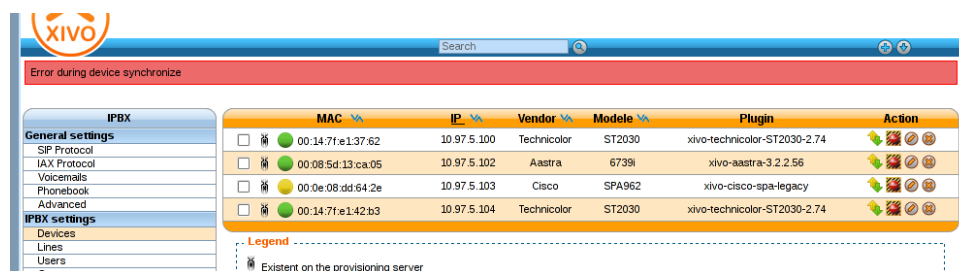 XIVO
Search
Error during device synchronize
IPBX
General settings
SIP Protocol
IAX Protocol
Voicemails
Phonebook
Advanced
IPBX settings
Devices
Lines
Users
MAC IP Vendor Modele Plugin Action
00:14:7f:e1:37:62 10.97.5.100 Technicolor ST2030 xivo-technicolor-ST2030-2.74
00:08:5d:13:ca:05 10.97.5.102 Aastra 6739i xivo-aastra-3.2.2.56
00:0e:08:dd:64:2e 10.97.5.103 Cisco SPA962 xivo-cisco-spa-legacy
00:14:7f:e1:42:b3 10.97.5.104 Technicolor ST2030 xivo-technicolor-ST2030-2.74
Legend
Existent on the provisioning server